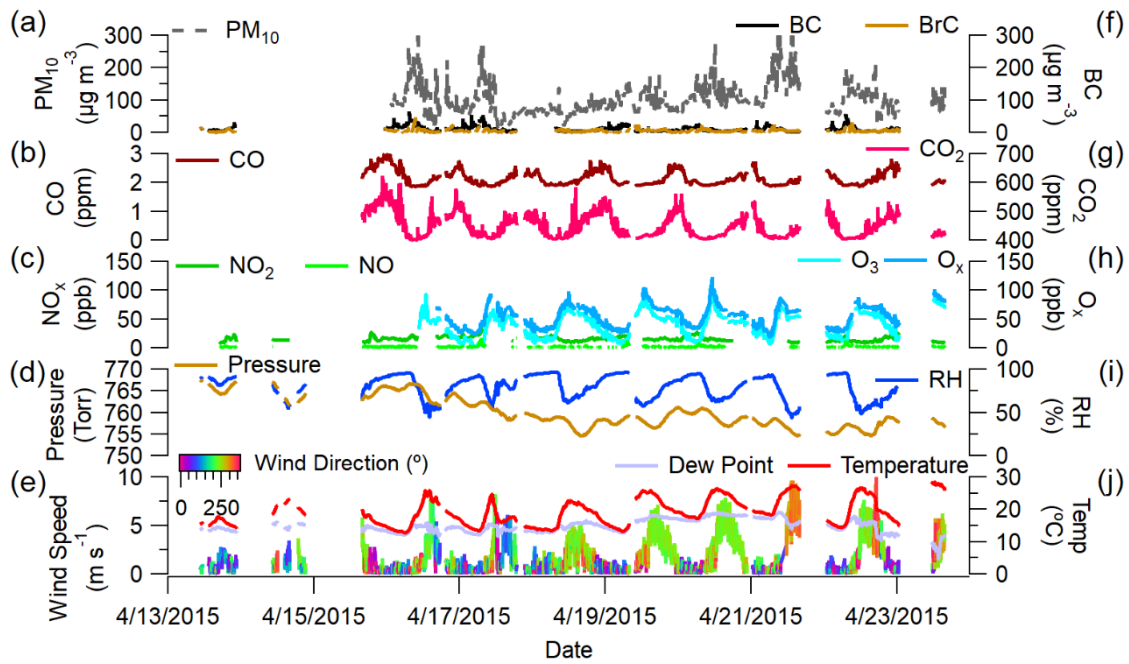 (a) PM10 BC BrC (f)
300 300
200 200
100 100
0 0
PM10
(µg m-3)
BC
(µg m-3)
(b) CO CO2 (g)
3 700
2 600
1 500
0 400
CO
(ppm)
CO2
(ppm)
(c) NO2 NO O3 Ox (h)
150 150
100 100
50 50
0 0
NOx
(ppb)
Ox
(ppb)
(d) Pressure RH (i)
770 100
765
760 50
755
750 0
Pressure
(Torr)
RH
(%)
(e) Wind Direction (º) Dew Point Temperature (j)
0 250
10 30
20
5
10
0 0
Wind Speed
(m s-1)
Temp
(ºC)
4/13/2015 4/15/2015 4/17/2015 4/19/2015 4/21/2015 4/23/2015
Date